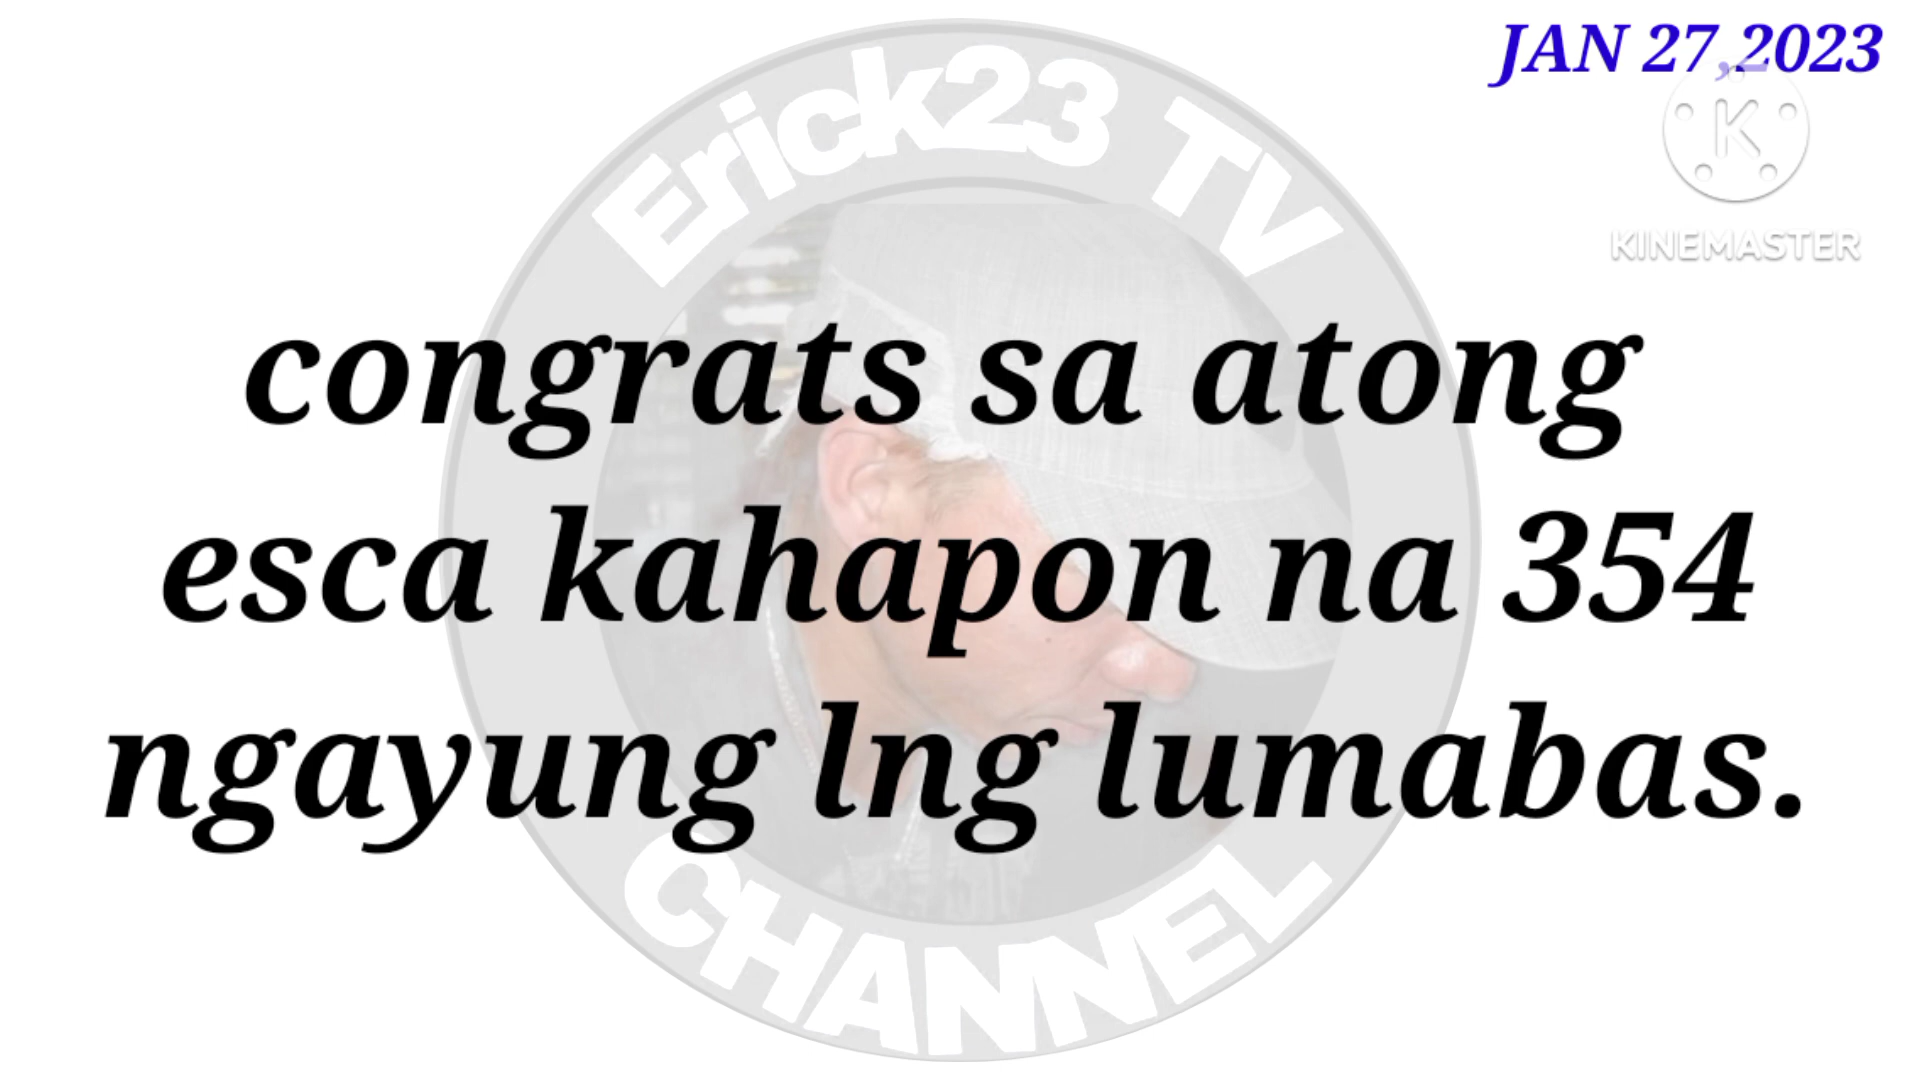 JAN 27,2023
Erick23 TV
KINEMASTER
congrats sa atong
esca kahapon na 354
ngayung lng lumabas.
CHANNEL